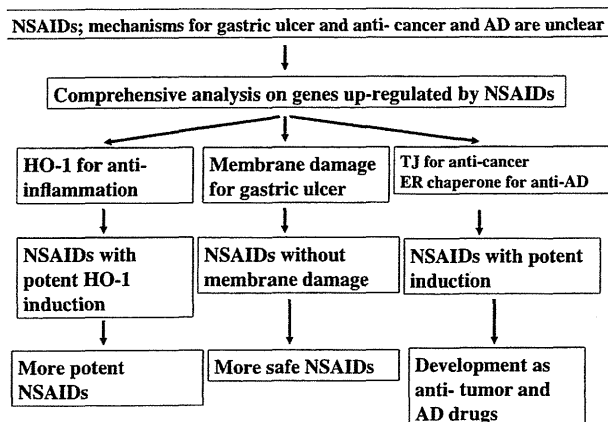 NSAIDs; mechanisms for gastric ulcer and anti- cancer and AD are unclear
Comprehensive analysis on genes up-regulated by NSAIDs
HO-1 for anti-
inflammation
Membrane damage
for gastric ulcer
TJ for anti-cancer
ER chaperone for anti-AD
NSAIDs with
potent HO-1
induction
NSAIDs without
membrane damage
NSAIDs with potent
induction
More potent
NSAIDs
More safe NSAIDs
Development as
anti- tumor and
AD drugs